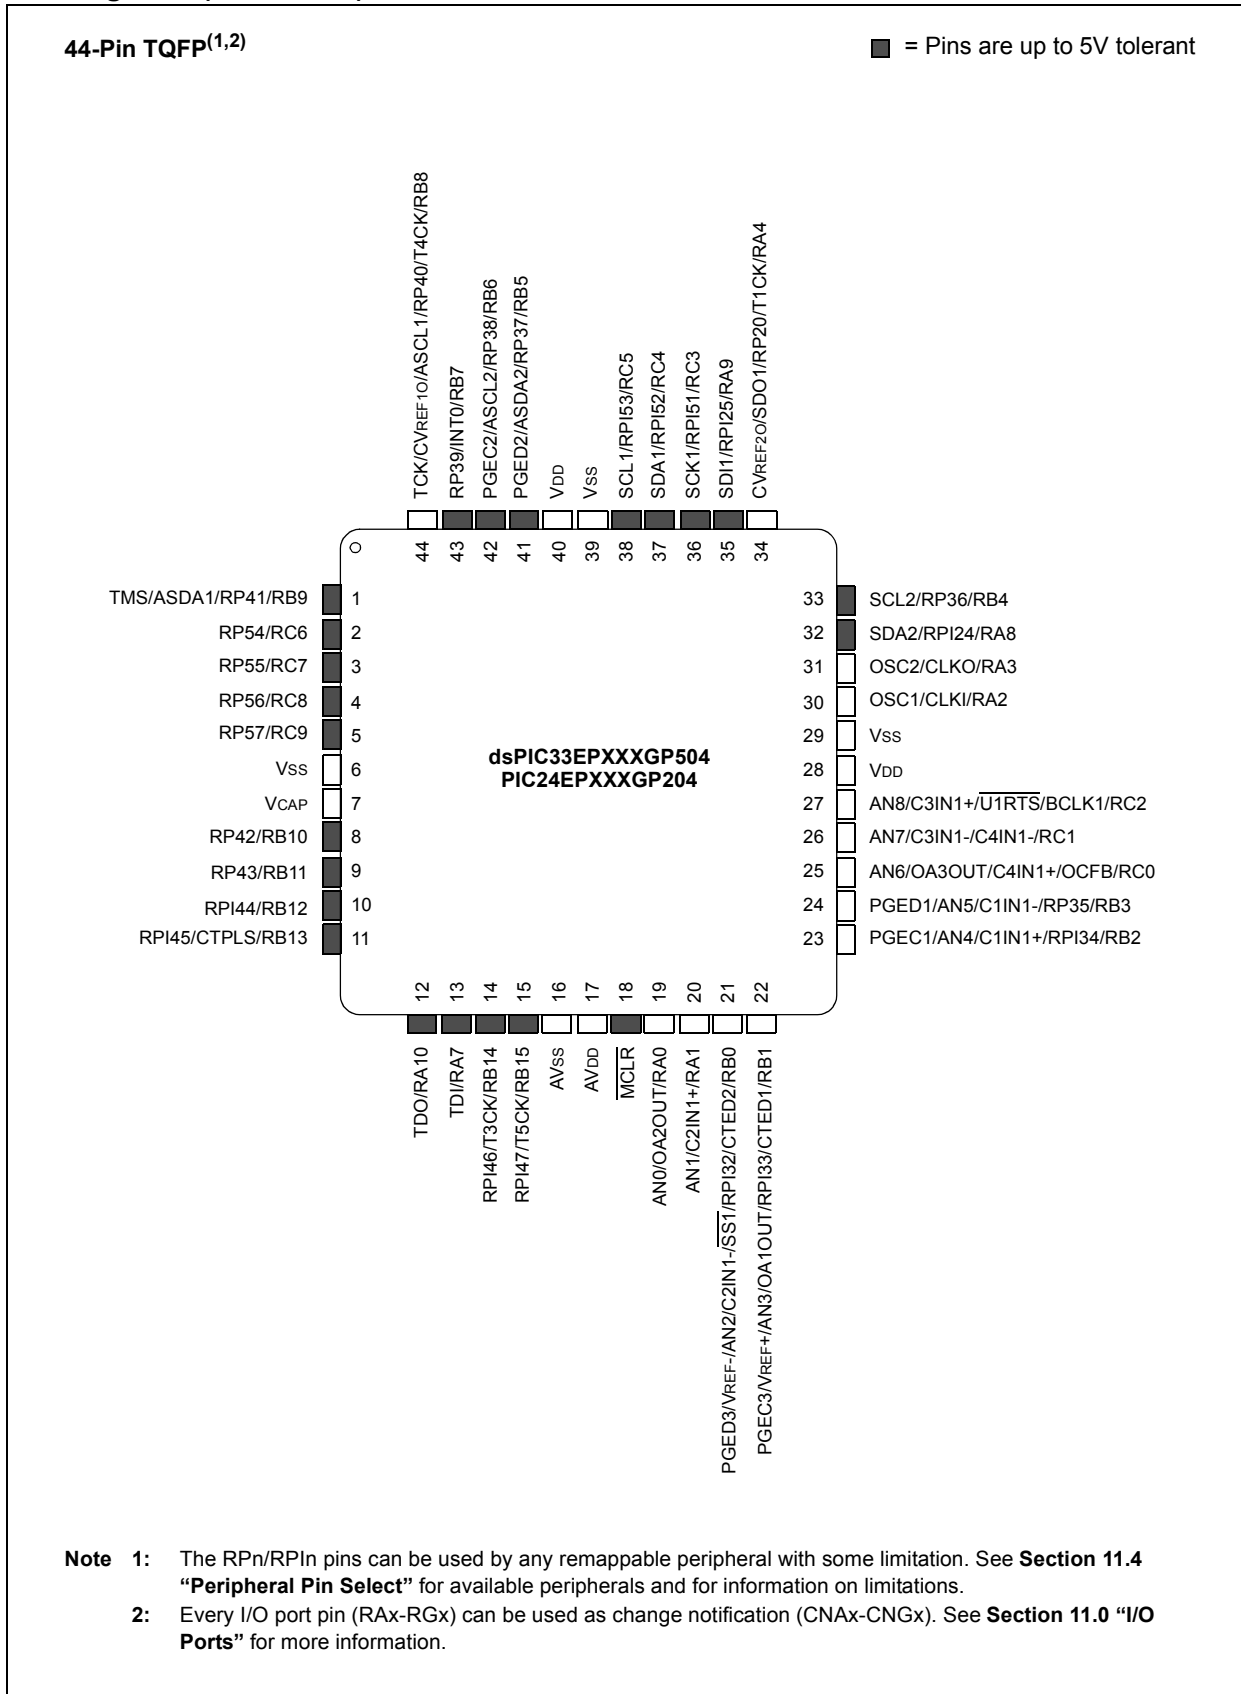 44-Pin TQFP(1,2)
= Pins are up to 5V tolerant
TCK/CVREF1O/ASCL1/RP40/T4CK/RB8
RP39/INT0/RB7
PGEC2/ASCL2/RP38/RB6
PGED2/ASDA2/RP37/RB5
VDD
VSS
SCL1/RPI53/RC5
SDA1/RPI52/RC4
SCK1/RPI51/RC3
SDI1/RPI25/RA9
CVREF2O/SDO1/RP20/T1CK/RA4
44 43 42 41 40 39 38 37 36 35 34
TMS/ASDA1/RP41/RB9 1
RP54/RC6 2
RP55/RC7 3
RP56/RC8 4
RP57/RC9 5
VSS 6
VCAP 7
RP42/RB10 8
RP43/RB11 9
RPI44/RB12 10
RPI45/CTPLS/RB13 11
dsPIC33EPXXXGP504
PIC24EPXXXGP204
33 SCL2/RP36/RB4
32 SDA2/RPI24/RA8
31 OSC2/CLKO/RA3
30 OSC1/CLKI/RA2
29 VSS
28 VDD
27 AN8/C3IN1+/U1RTS/BCLK1/RC2
26 AN7/C3IN1-/C4IN1-/RC1
25 AN6/OA3OUT/C4IN1+/OCFB/RC0
24 PGED1/AN5/C1IN1-/RP35/RB3
23 PGEC1/AN4/C1IN1+/RPI34/RB2
12 13 14 15 16 17 18 19 20 21 22
TDO/RA10
TDI/RA7
RPI46/T3CK/RB14
RPI47/T5CK/RB15
AVSS
AVDD
MCLR
AN0/OA2OUT/RA0
AN1/C2IN1+/RA1
PGED3/VREF-/AN2/C2IN1-/SS1/RPI32/CTED2/RB0
PGEC3/VREF+/AN3/OA1OUT/RPI33/CTED1/RB1
Note 1: The RPn/RPIn pins can be used by any remappable peripheral with some limitation. See Section 11.4
“Peripheral Pin Select” for available peripherals and for information on limitations.
2: Every I/O port pin (RAx-RGx) can be used as change notification (CNAx-CNGx). See Section 11.0 “I/O
Ports” for more information.